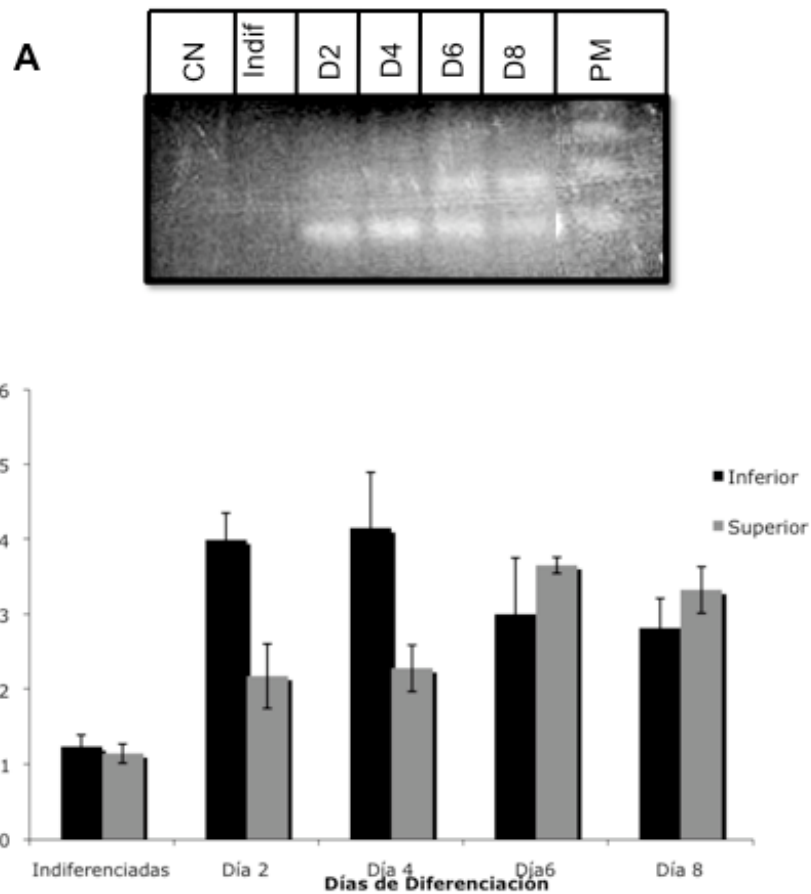 A
CN Indif D2 D4 D6 D8 PM
6
5
Inferior
4
Superior
3
2
1
0
Indiferenciadas Día 2 Día 4 Día6 Día 8
Días de Diferenciación